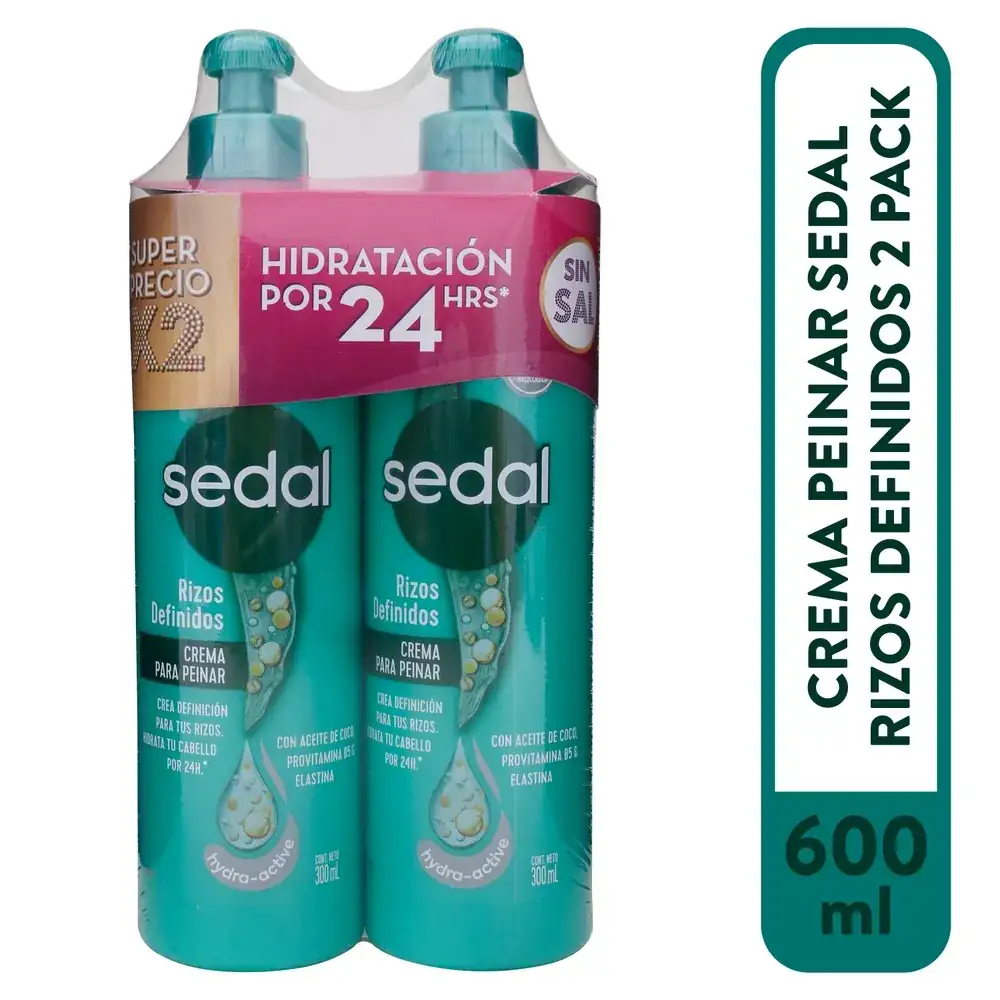 SUPER
PRECIO
X2
HIDRATACIÓN
POR 24 HRS*
SIN
SAL
sedal
Rizos
Definidos
CREMA
PARA PEINAR
CREA DEFINICIÓN
PARA TUS RIZOS.
HIDRATA TU CABELLO
POR 24H.*
CON ACEITE DE COCO,
PROVITAMINA B5 &
ELASTINA
hydra-active
CONT. NETO
300 mL
sedal
Rizos
Definidos
CREMA
PARA PEINAR
CREA DEFINICIÓN
PARA TUS RIZOS.
HIDRATA TU CABELLO
POR 24H.*
CON ACEITE DE COCO,
PROVITAMINA B5 &
ELASTINA
hydra-active
CONT. NETO
300 mL
CREMA PEINAR SEDAL
RIZOS DEFINIDOS 2 PACK
600
ml